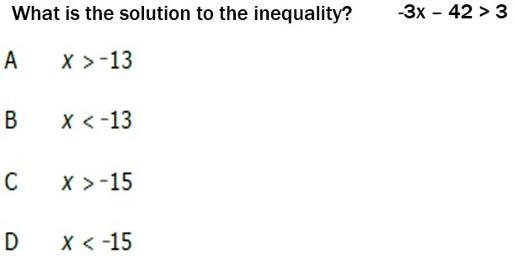 What is the solution to the inequality? -3x – 42 > 3
A x > -13
B x < -13
C x > -15
D x < -15